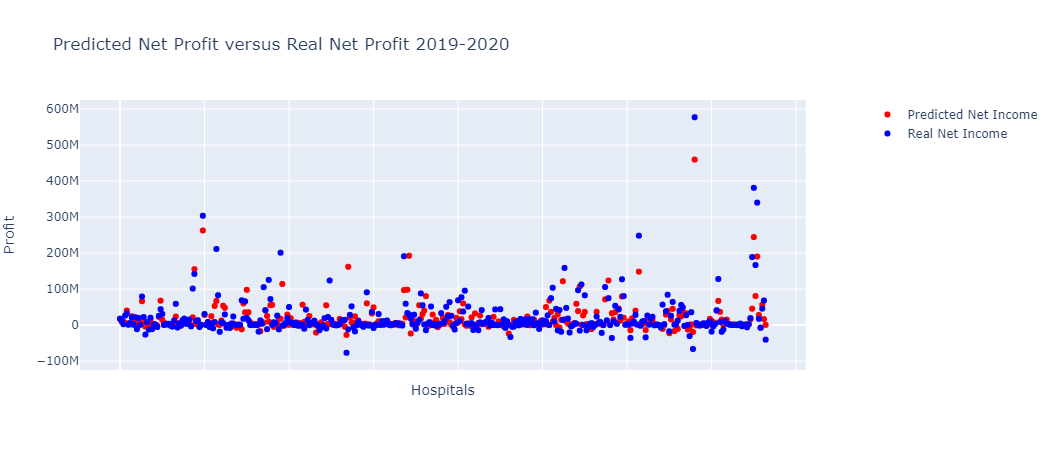 Predicted Net Profit versus Real Net Profit 2019-2020
600M
500M
400M
300M
200M
100M
0
−100M
Profit
Hospitals
Predicted Net Income
Real Net Income